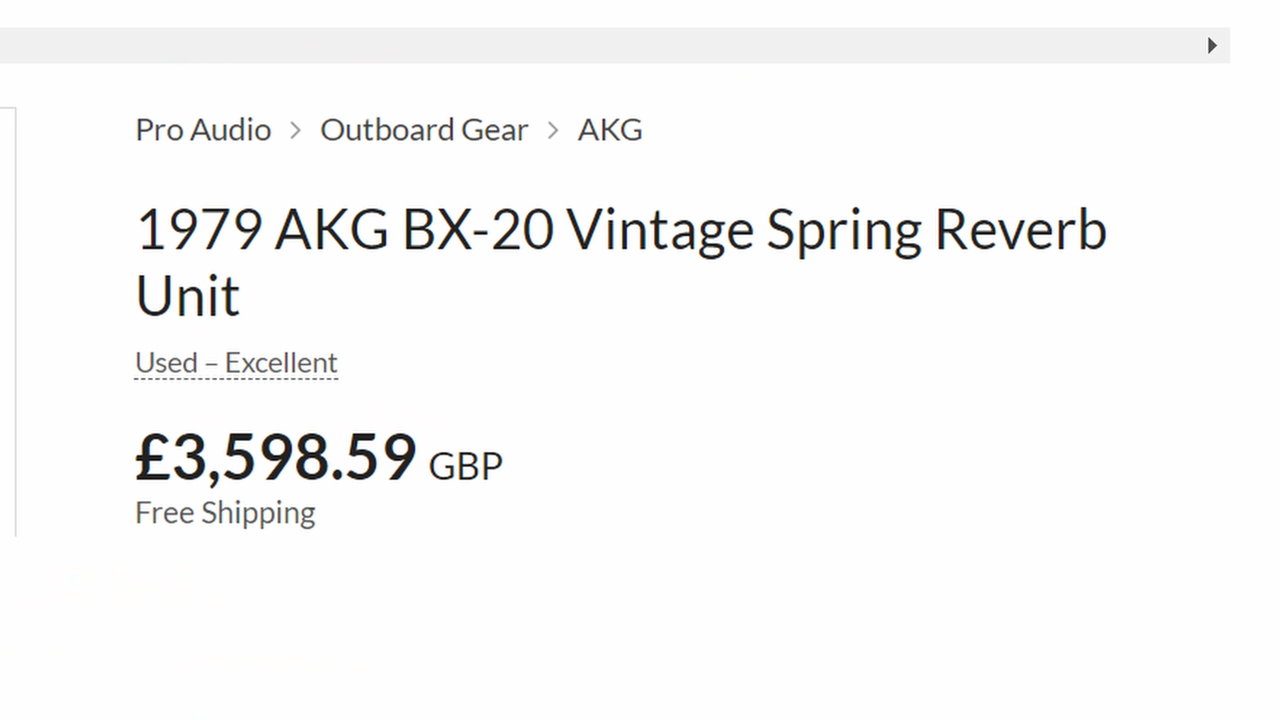 Pro Audio > Outboard Gear > AKG
1979 AKG BX-20 Vintage Spring Reverb
Unit
Used – Excellent
£3,598.59 GBP
Free Shipping